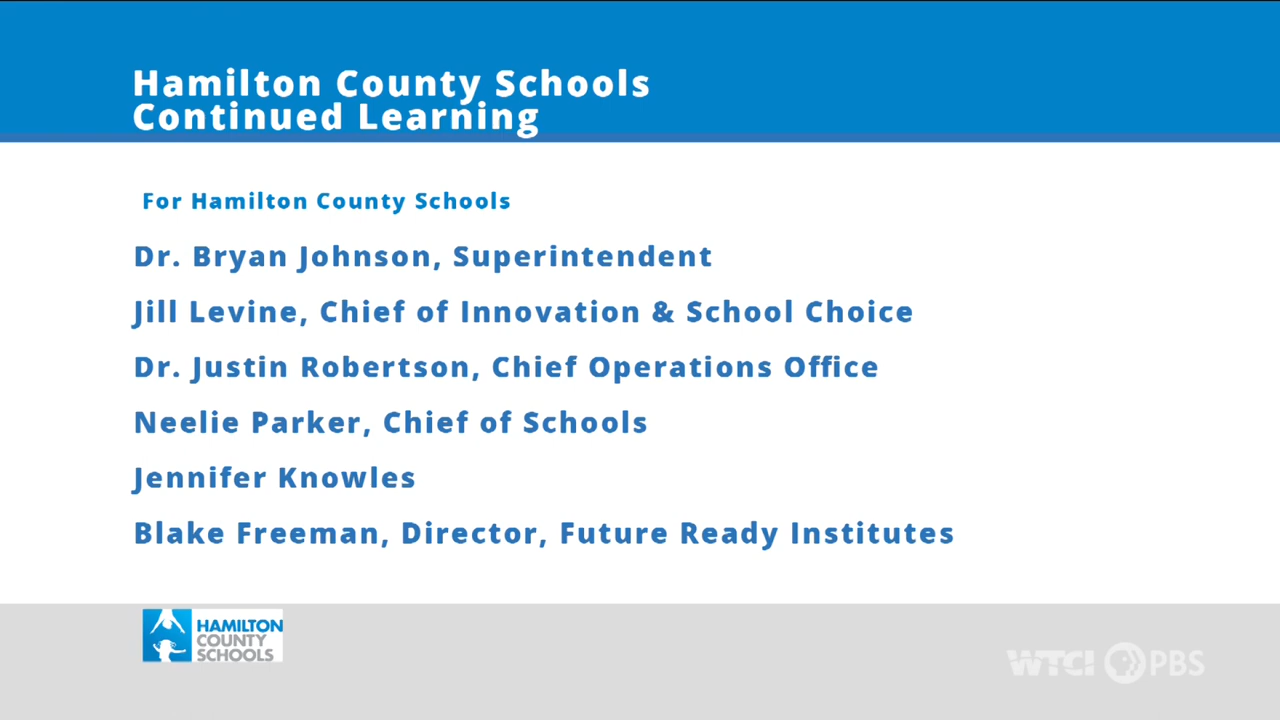 Hamilton County Schools
Continued Learning
For Hamilton County Schools
Dr. Bryan Johnson, Superintendent
Jill Levine, Chief of Innovation & School Choice
Dr. Justin Robertson, Chief Operations Office
Neelie Parker, Chief of Schools
Jennifer Knowles
Blake Freeman, Director, Future Ready Institutes
HAMILTON
COUNTY
SCHOOLS
WTCI PBS